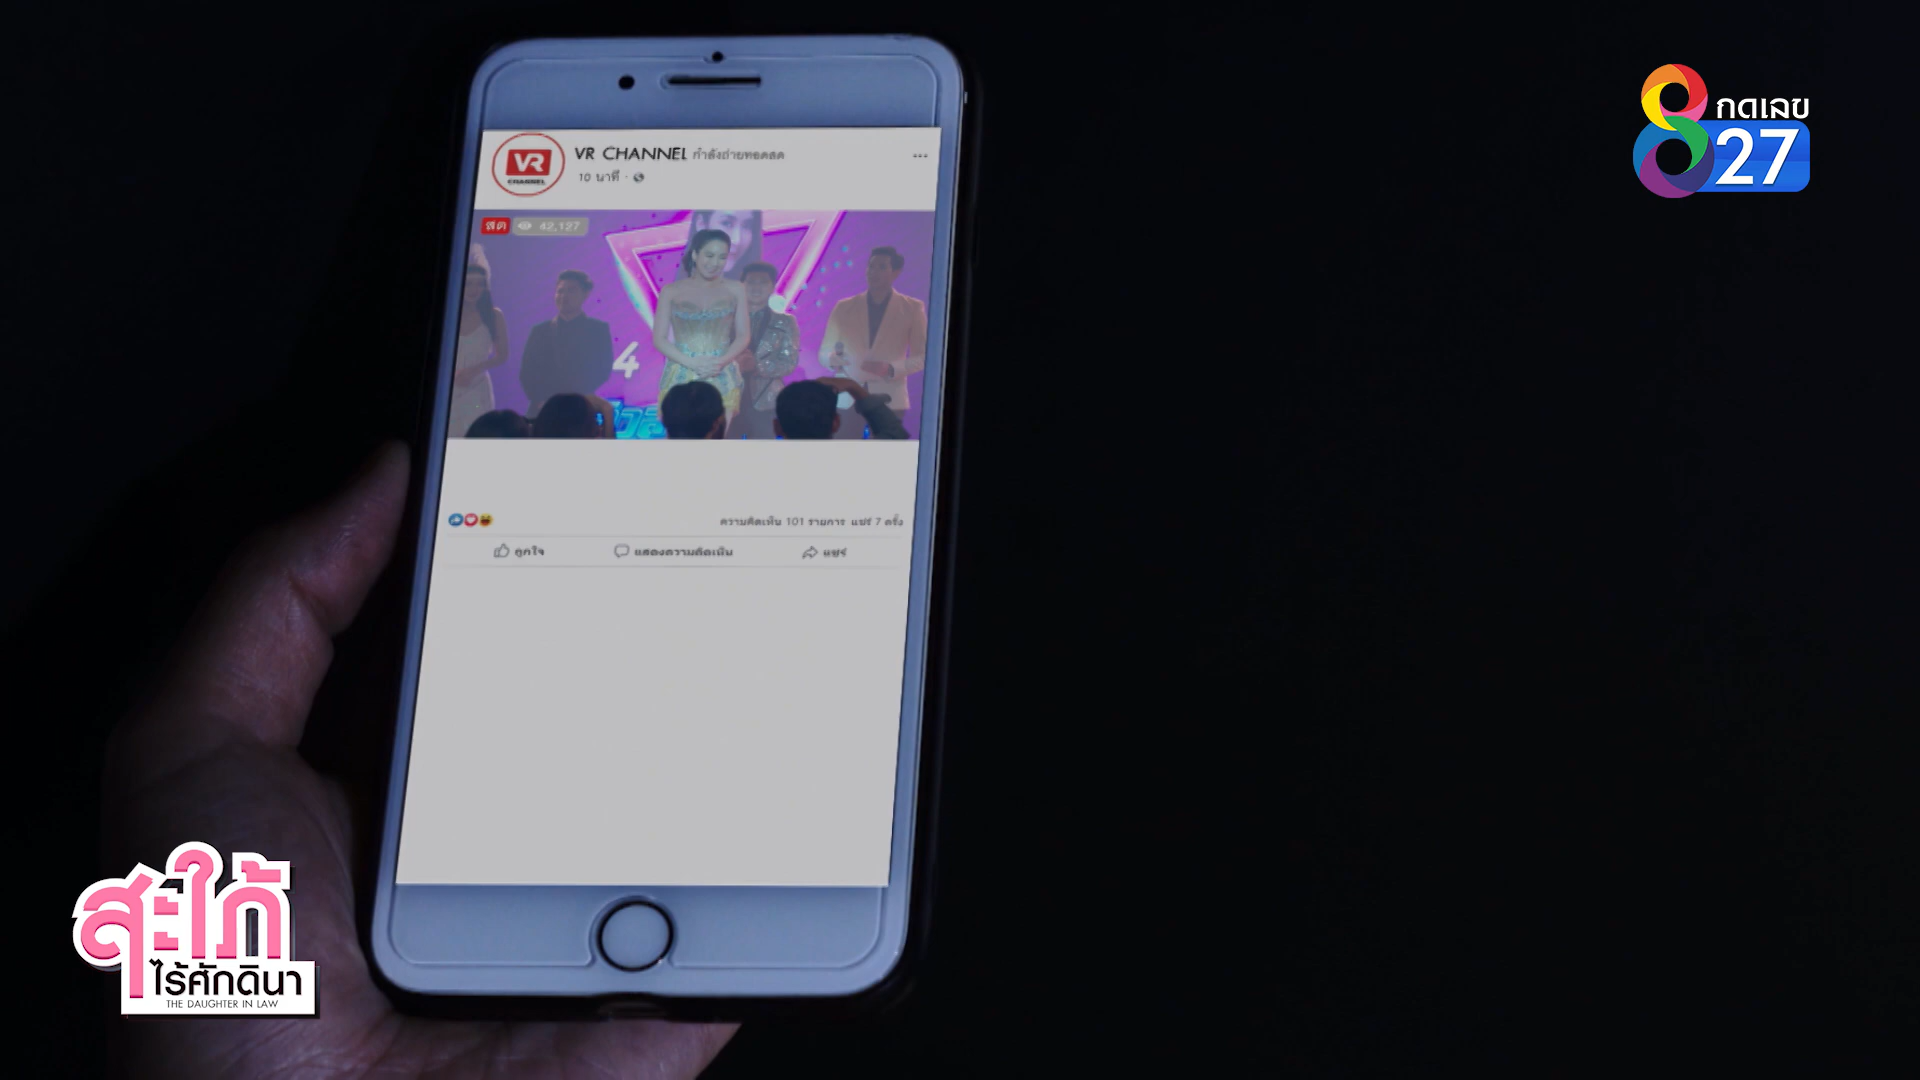 VR CHANNEL กำลังถ่ายทอดสด
10 นาที
VR
CHANNEL
สด 42,127
4
ความคิดเห็น 101 รายการ แชร์ 7 ครั้ง
ถูกใจ แสดงความคิดเห็น แชร์
8 กดเลข
27
สะใภ้
ไร้ศักดินา
THE DAUGHTER IN LAW